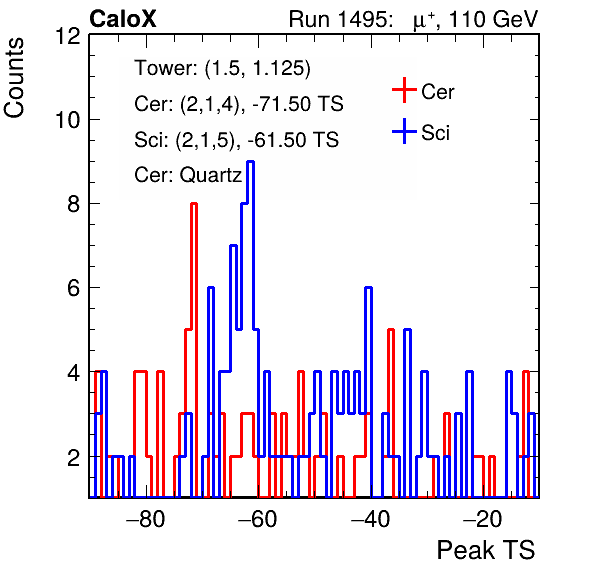 CaloX Run 1495: μ⁺, 110 GeV
Counts
12
10
8
6
4
2
Tower: (1.5, 1.125)
Cer: (2,1,4), -71.50 TS
Sci: (2,1,5), -61.50 TS
Cer: Quartz
Cer
Sci
−80 −60 −40 −20
Peak TS